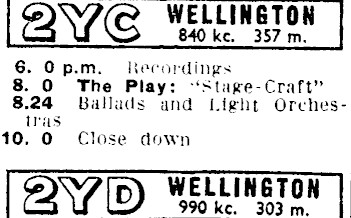 2YC WELLINGTON
840 kc. 357 m.
6. 0 p.m. Recordings
8. 0 The Play: "Stage-Craft"
8.24 Ballads and Light Orches-
tras
10. 0 Close down
2YD WELLINGTON
990 kc. 303 m.